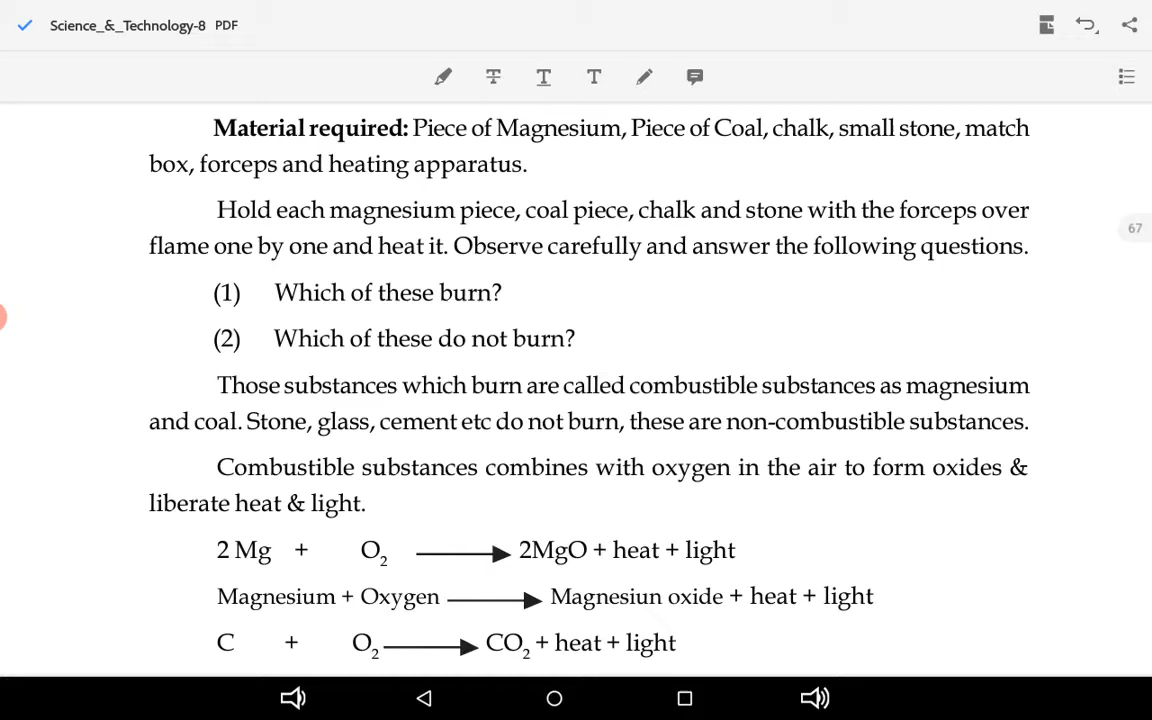 Science_&_Technology-8 PDF
Material required: Piece of Magnesium, Piece of Coal, chalk, small stone, match
box, forceps and heating apparatus.
Hold each magnesium piece, coal piece, chalk and stone with the forceps over
67
flame one by one and heat it. Observe carefully and answer the following questions.
(1) Which of these burn?
(2) Which of these do not burn?
Those substances which burn are called combustible substances as magnesium
and coal. Stone, glass, cement etc do not burn, these are non-combustible substances.
Combustible substances combines with oxygen in the air to form oxides &
liberate heat & light.
2 Mg + O₂ ⟶ 2MgO + heat + light
Magnesium + Oxygen ⟶ Magnesiun oxide + heat + light
C + O₂ ⟶ CO₂ + heat + light